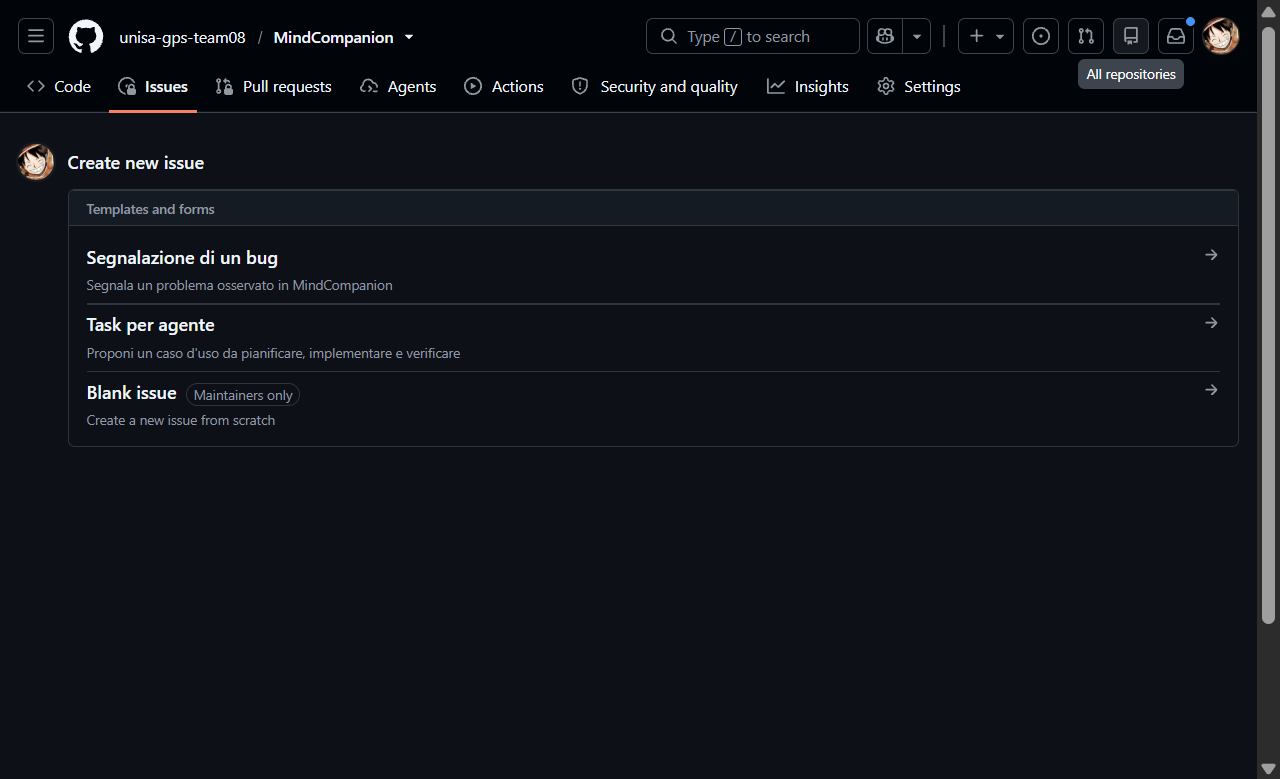 unisa-gps-team08 / MindCompanion
Type / to search
Code
Issues
Pull requests
Agents
Actions
Security and quality
Insights
Settings
All repositories
Create new issue
Templates and forms
Segnalazione di un bug
Segnala un problema osservato in MindCompanion
Task per agente
Proponi un caso d'uso da pianificare, implementare e verificare
Blank issue Maintainers only
Create a new issue from scratch